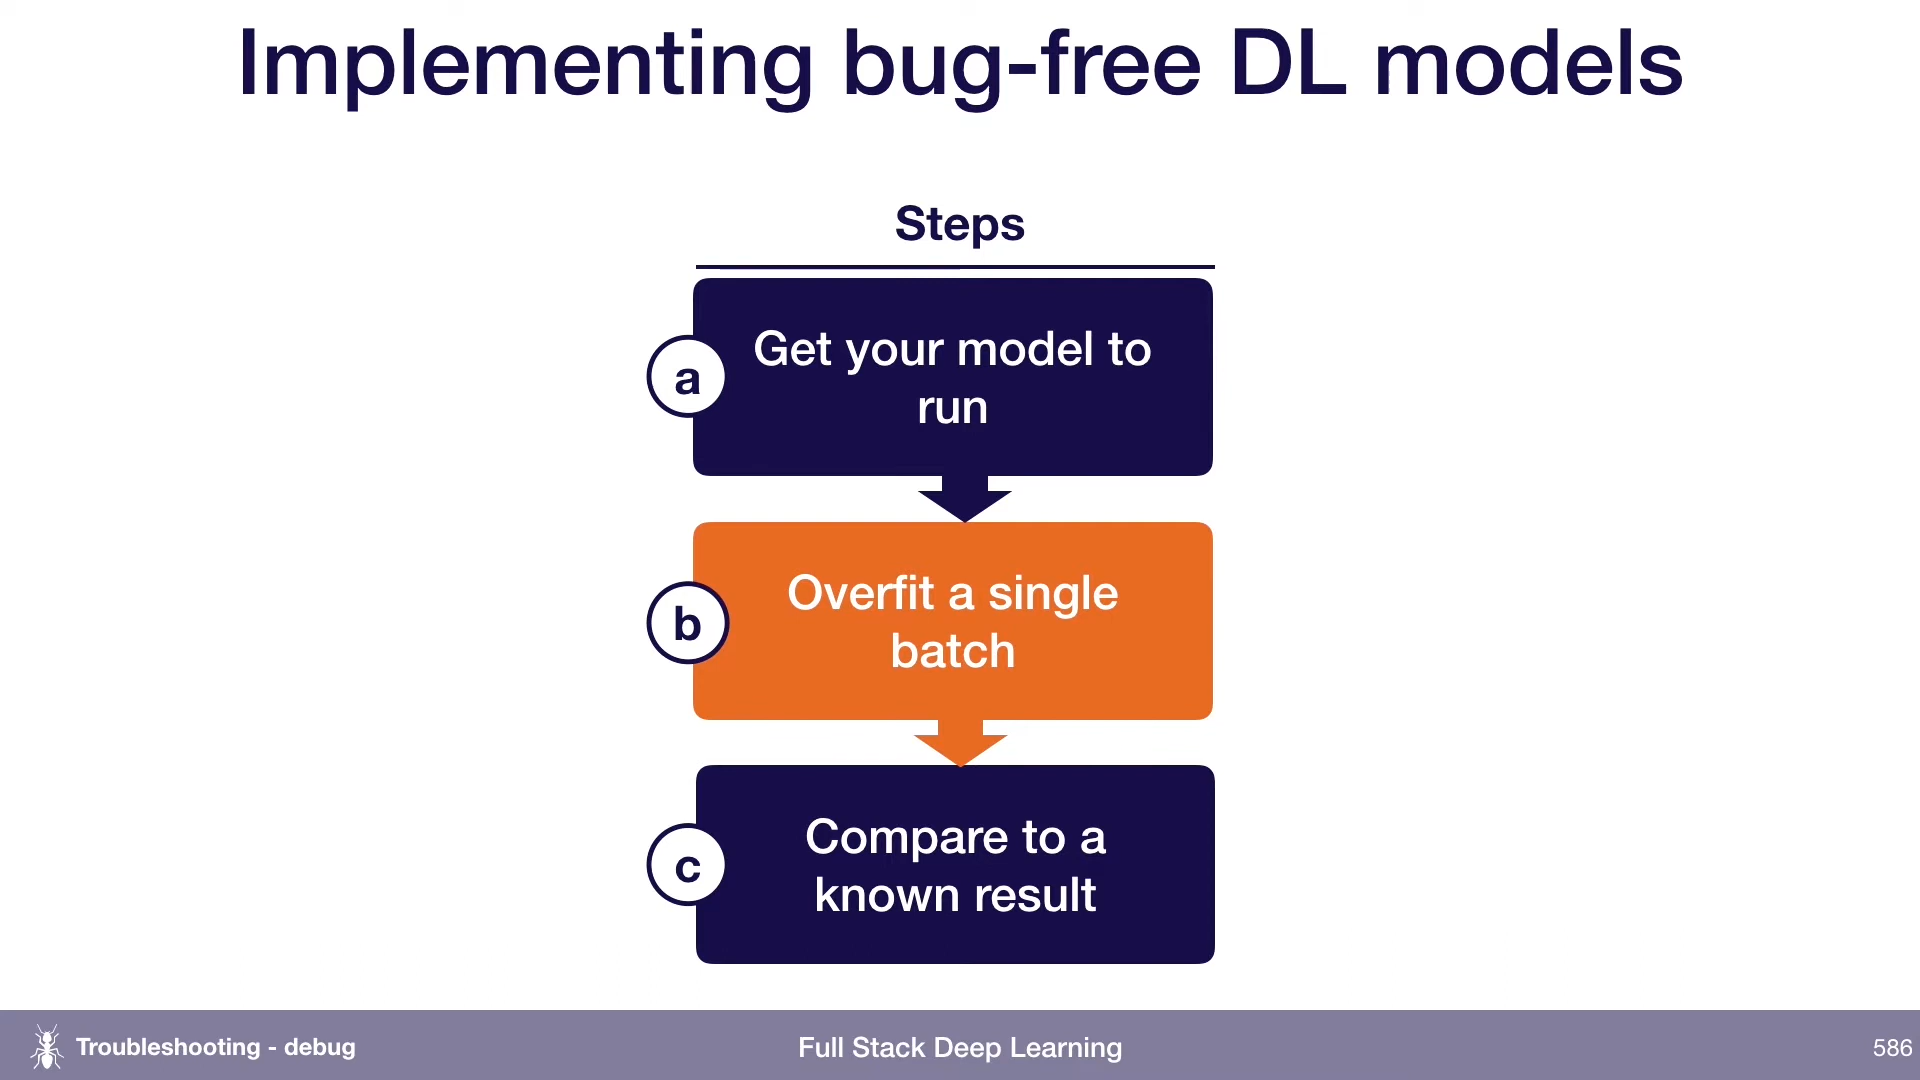 Implementing bug-free DL models
Steps
a
Get your model to
run
b
Overfit a single
batch
c
Compare to a
known result
Troubleshooting - debug
Full Stack Deep Learning
586